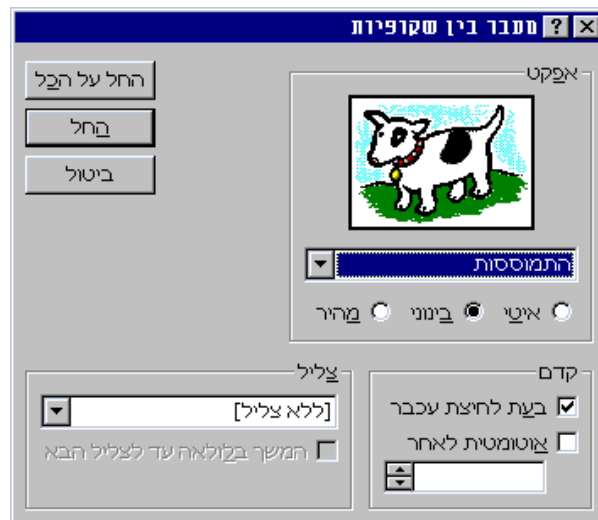 מעבר בין שקופיות
אפקט
החל על הכל
החל
ביטול
התמוססות
איטי בינוני מהיר
קדם
בעת לחיצת עכבר
אוטומטית לאחר
צליל
[ללא צליל]
המשך בלולאה עד לצליל הבא